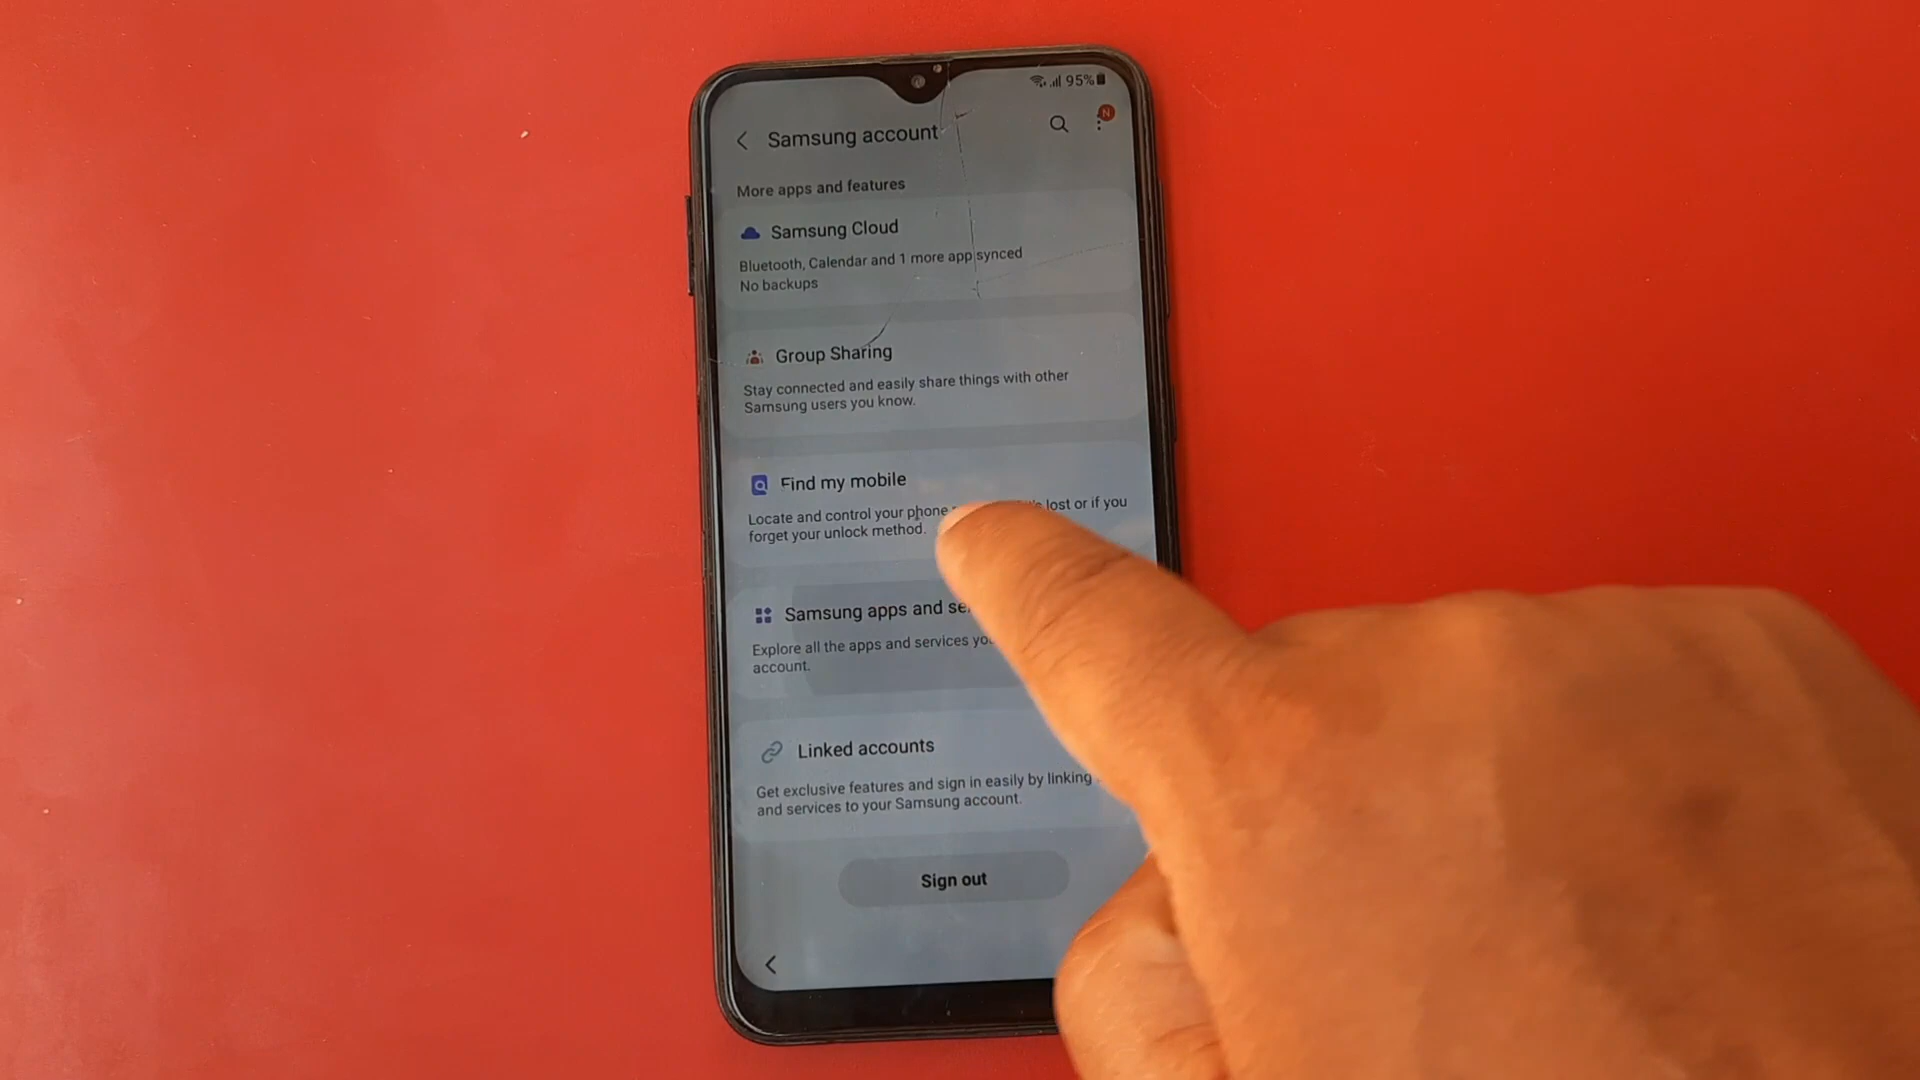 95%
Samsung account
N
More apps and features
Samsung Cloud
Bluetooth, Calendar and 1 more app synced
No backups
Group Sharing
Stay connected and easily share things with other
Samsung users you know.
Find my mobile
Locate and control your phone lost or if you
forget your unlock method.
Samsung apps and
Explore all the apps and services
account.
Linked accounts
Get exclusive features and sign in easily by linking
and services to your Samsung account.
Sign out